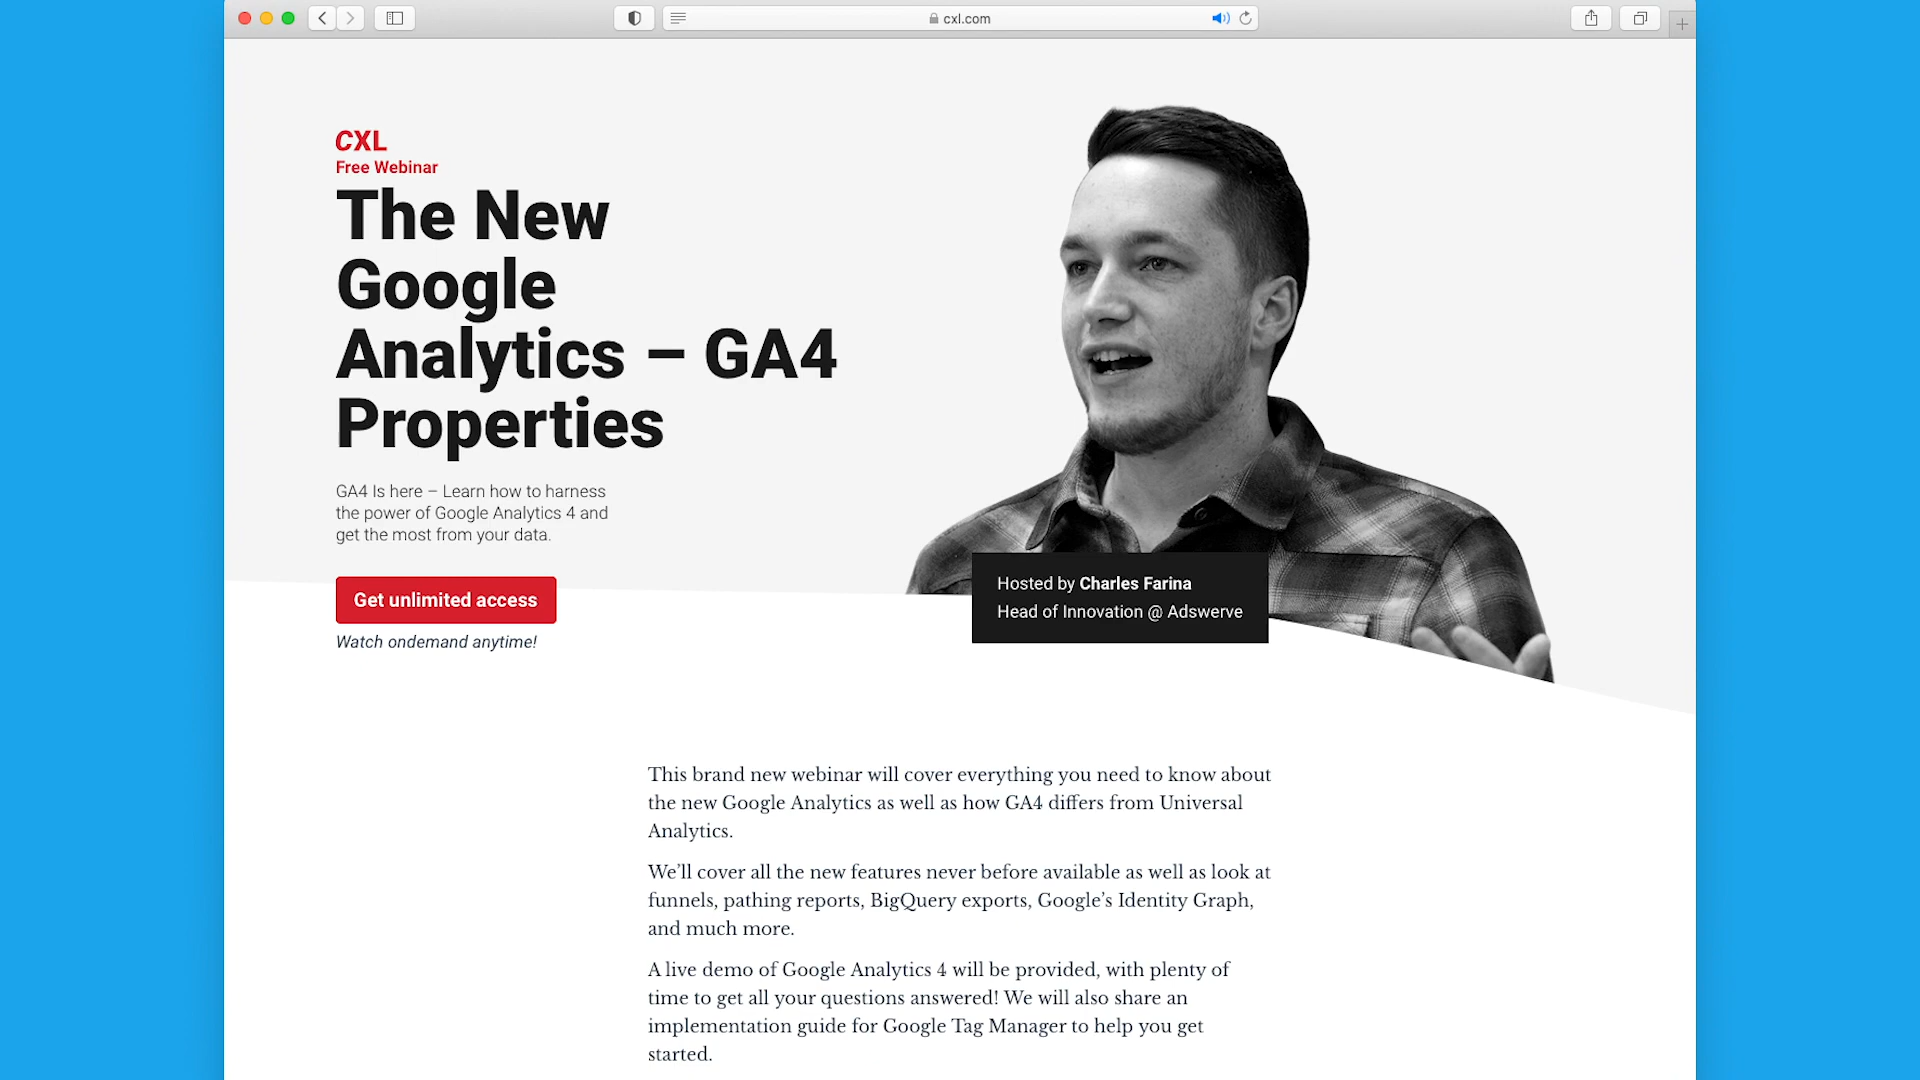 cxl.com
CXL
Free Webinar
The New
Google
Analytics – GA4
Properties
GA4 Is here – Learn how to harness
the power of Google Analytics 4 and
get the most from your data.
Get unlimited access
Watch ondemand anytime!
Hosted by Charles Farina
Head of Innovation @ Adswerve
This brand new webinar will cover everything you need to know about
the new Google Analytics as well as how GA4 differs from Universal
Analytics.
We’ll cover all the new features never before available as well as look at
funnels, pathing reports, BigQuery exports, Google’s Identity Graph,
and much more.
A live demo of Google Analytics 4 will be provided, with plenty of
time to get all your questions answered! We will also share an
implementation guide for Google Tag Manager to help you get
started.